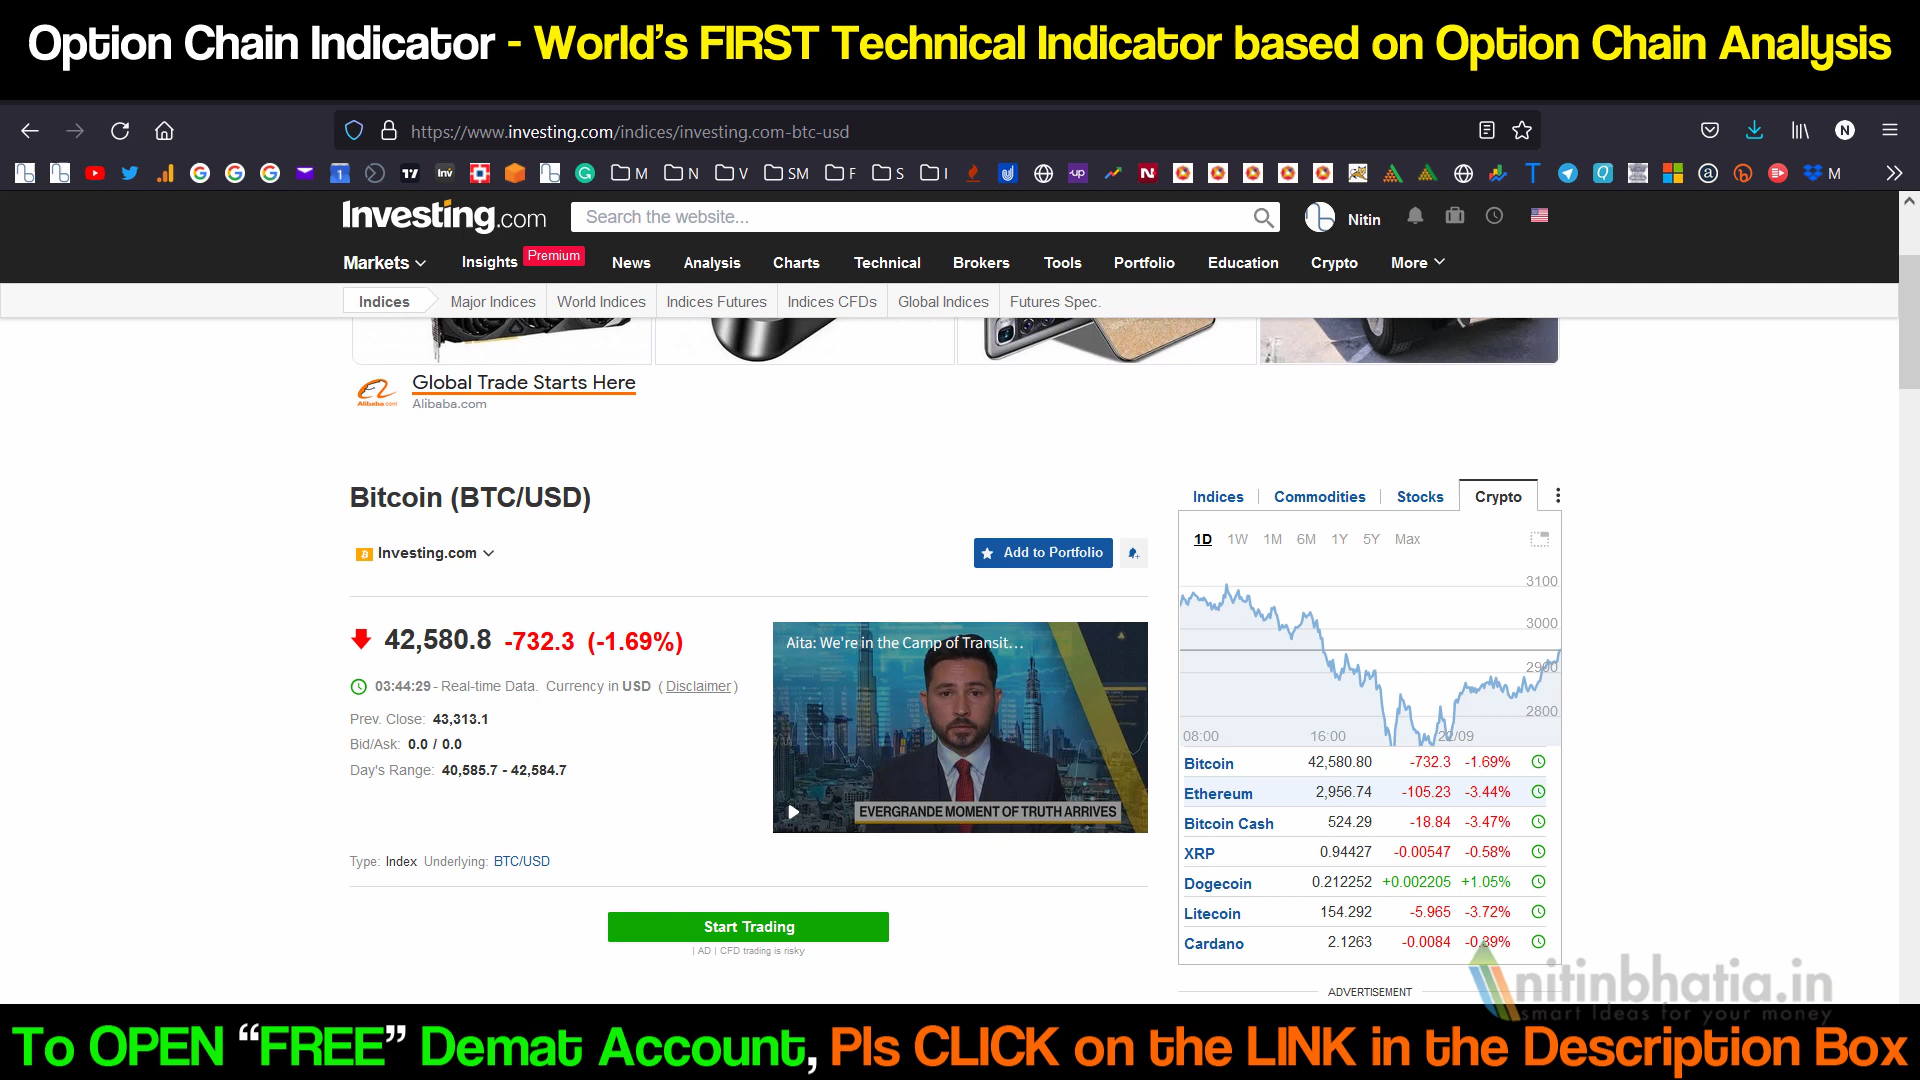 Option Chain Indicator - World's FIRST Technical Indicator based on Option Chain Analysis
https://www.investing.com/indices/investing.com-btc-usd
N
1 TV Inv M N V SM F S I up N T Q a M
Investing.com Search the website... Nitin
Markets Insights Premium News Analysis Charts Technical Brokers Tools Portfolio Education Crypto More
Indices Major Indices World Indices Indices Futures Indices CFDs Global Indices Futures Spec.
Global Trade Starts Here
Alibaba.com
Alibaba.com
Bitcoin (BTC/USD)
Investing.com
Add to Portfolio
42,580.8 -732.3 (-1.69%)
03:44:29 - Real-time Data. Currency in USD ( Disclaimer )
Prev. Close: 43,313.1
Bid/Ask: 0.0 / 0.0
Day's Range: 40,585.7 - 42,584.7
Aita: We're in the Camp of Transit...
EVERGRANDE MOMENT OF TRUTH ARRIVES
Type: Index Underlying: BTC/USD
Start Trading
| AD | CFD trading is risky
Indices Commodities Stocks Crypto
1D 1W 1M 6M 1Y 5Y Max
3100
3000
2900
2800
08:00 16:00 22/09
Bitcoin 42,580.80 -732.3 -1.69%
Ethereum 2,956.74 -105.23 -3.44%
Bitcoin Cash 524.29 -18.84 -3.47%
XRP 0.94427 -0.00547 -0.58%
Dogecoin 0.212252 +0.002205 +1.05%
Litecoin 154.292 -5.965 -3.72%
Cardano 2.1263 -0.0084 -0.39%
ADVERTISEMENT
nitinbhatia.in
smart Ideas for your money
To OPEN “FREE” Demat Account, Pls CLICK on the LINK in the Description Box